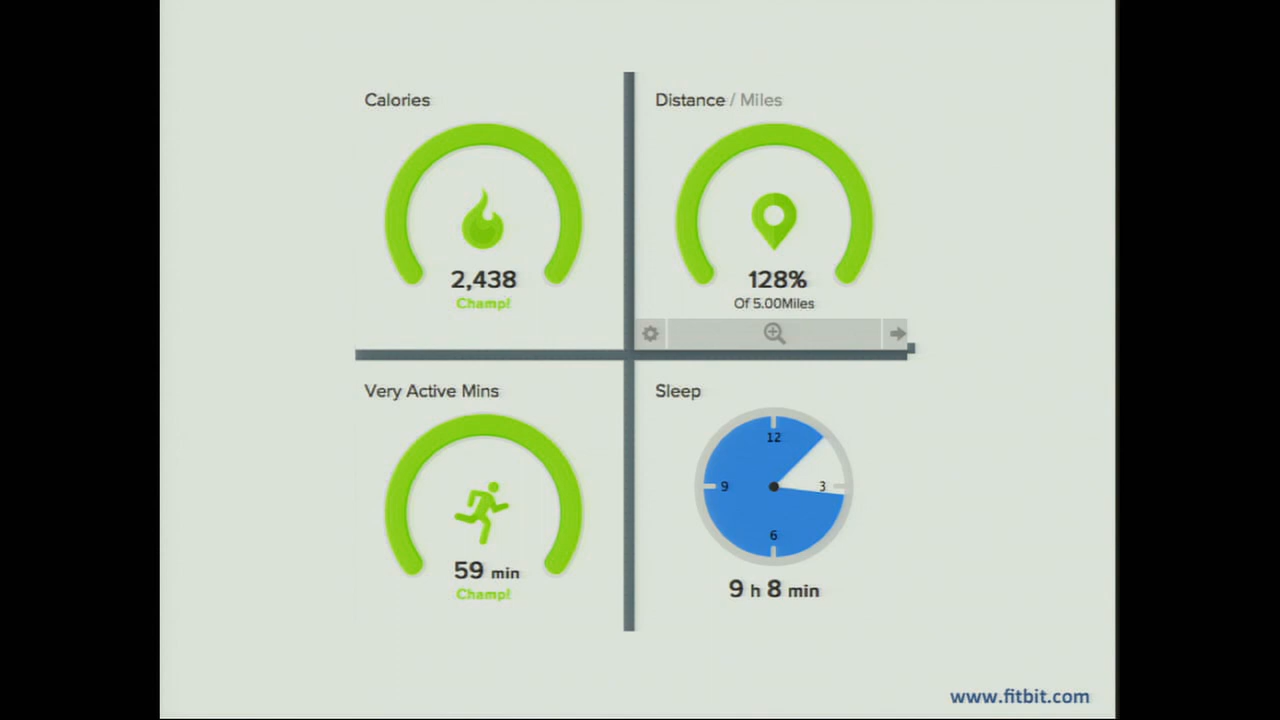 Calories
2,438
Champ!
Distance / Miles
128%
Of 5.00Miles
Very Active Mins
59 min
Champ!
Sleep
12
9
3
6
9 h 8 min
www.fitbit.com